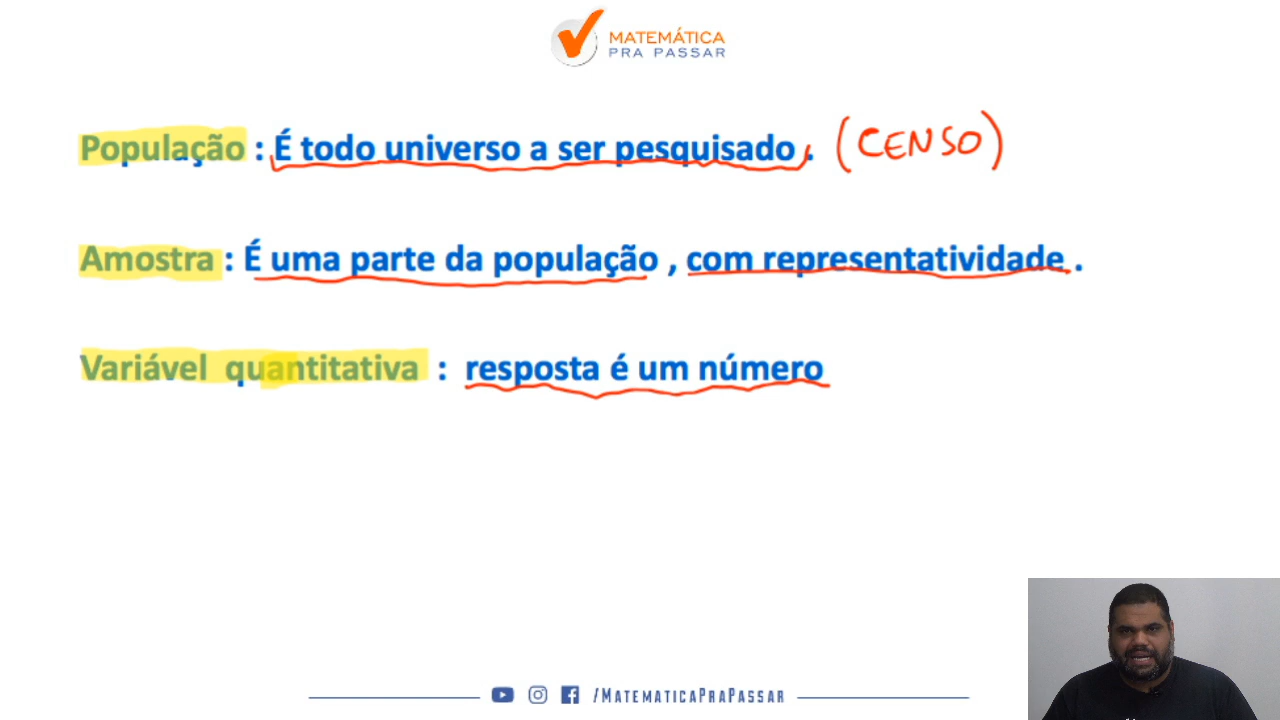 MATEMÁTICA
PRA PASSAR
População : É todo universo a ser pesquisado . (CENSO)
Amostra : É uma parte da população , com representatividade .
Variável quantitativa : resposta é um número
/MATEMATICAPRAPASSAR